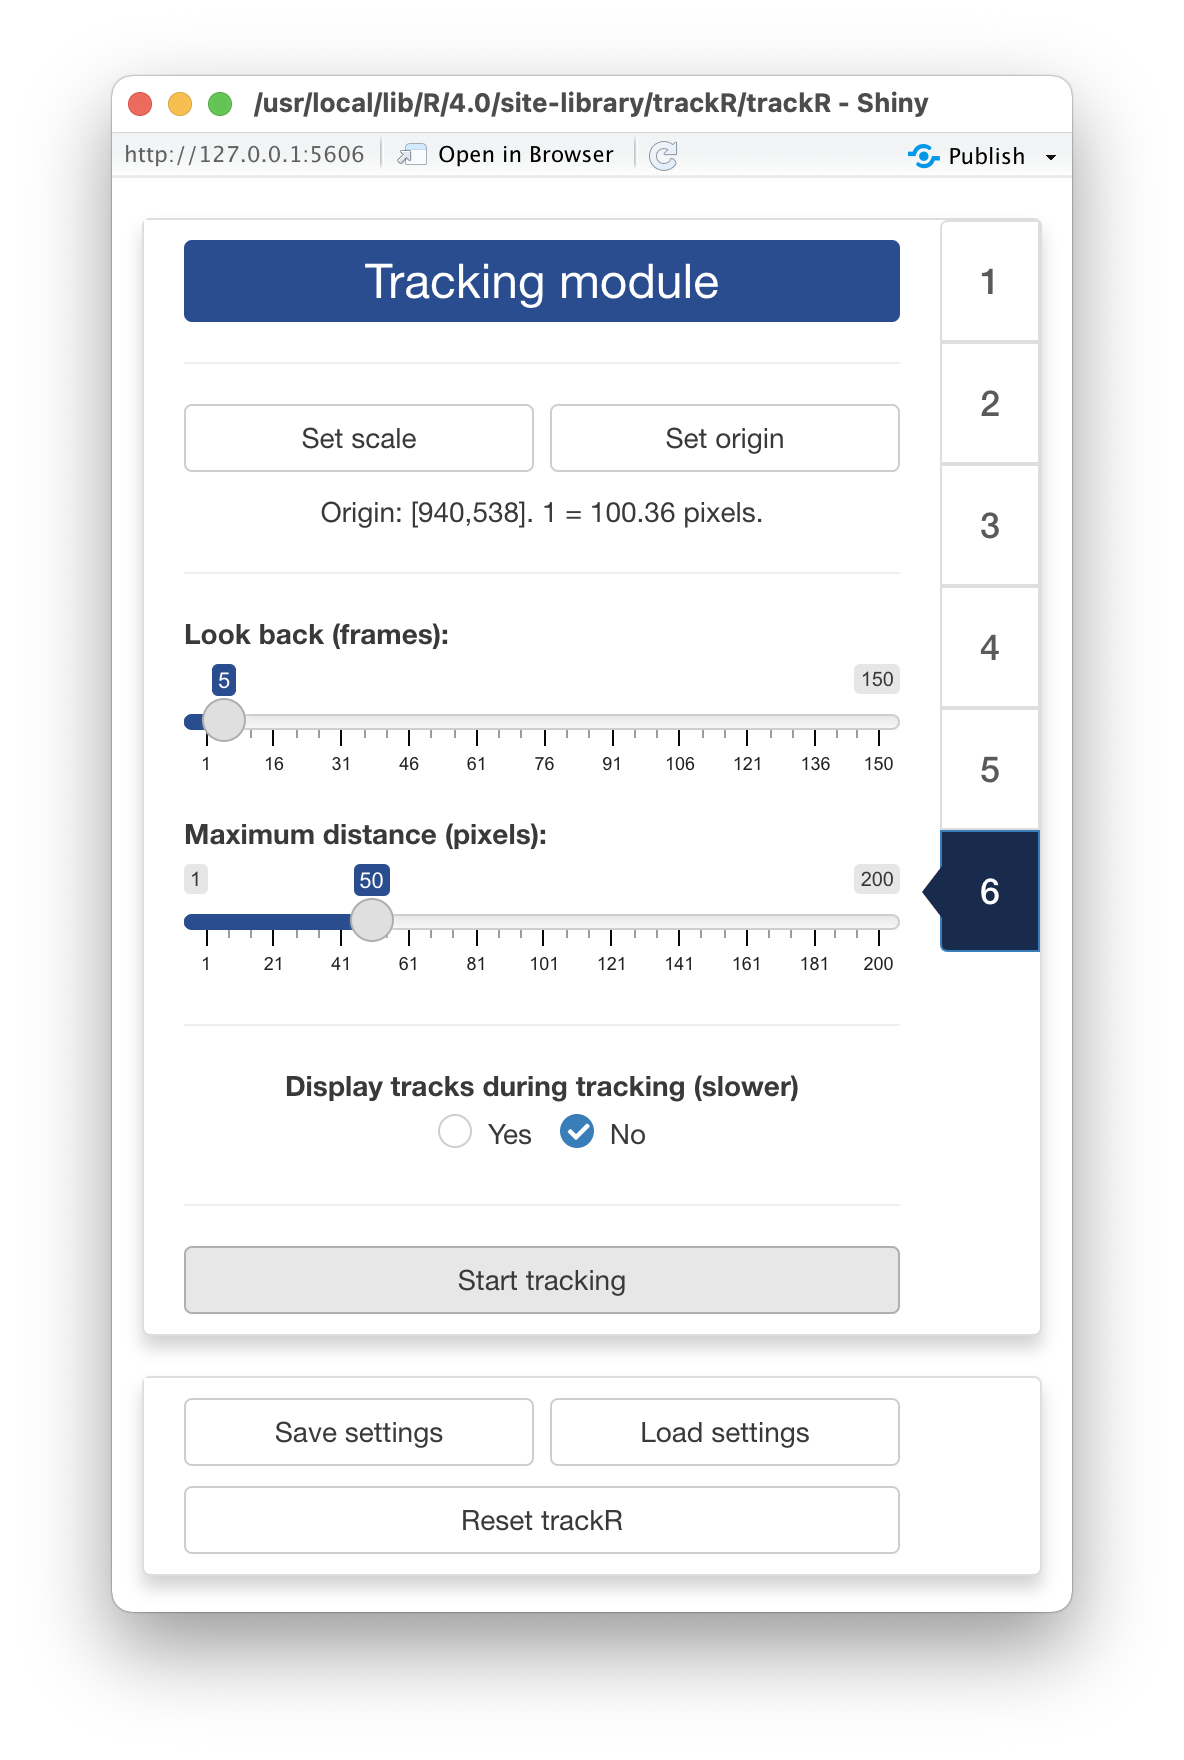 /usr/local/lib/R/4.0/site-library/trackR/trackR - Shiny
http://127.0.0.1:5606 Open in Browser Publish
Tracking module
1
2
3
4
5
6
Set scale Set origin
Origin: [940,538]. 1 = 100.36 pixels.
Look back (frames):
5 150
1 16 31 46 61 76 91 106 121 136 150
Maximum distance (pixels):
1 50 200
1 21 41 61 81 101 121 141 161 181 200
Display tracks during tracking (slower)
Yes No
Start tracking
Save settings Load settings
Reset trackR